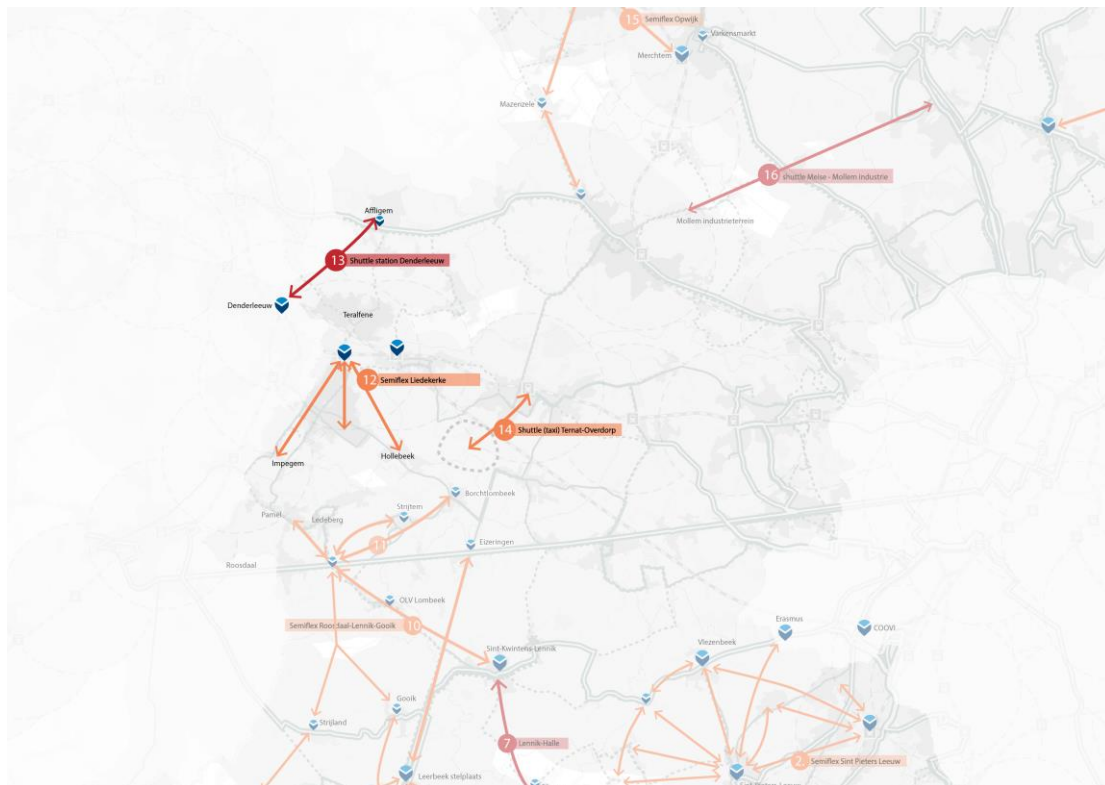 15 Semiflex Opwijk
Vansensmarkt
Merchtem
Mazenzele
16 shuttle Meise - Mollem industrie
Affligem
Mollem industrieterrein
13 Shuttle station Denderleeuw
Denderleeuw
Teralfene
12 Semiflex Liedekerke
14 Shuttle (taxi) Ternat-Overdorp
Impegem
Hollebeek
Borchtlombeek
Pamel
Ledeberg
Strijtem
11
Eizeringen
Roosdaal
OLV Lombeek
Semiflex Roosdaal-Lennik-Gooik 10
Erasmus
COOVI
Vlezenbeek
Sint-Kwintens-Lennik
Gooik
Strijland
7 Lennik-Halle
2 Semiflex Sint Pieters Leeuw
Leerbeek stelplaats